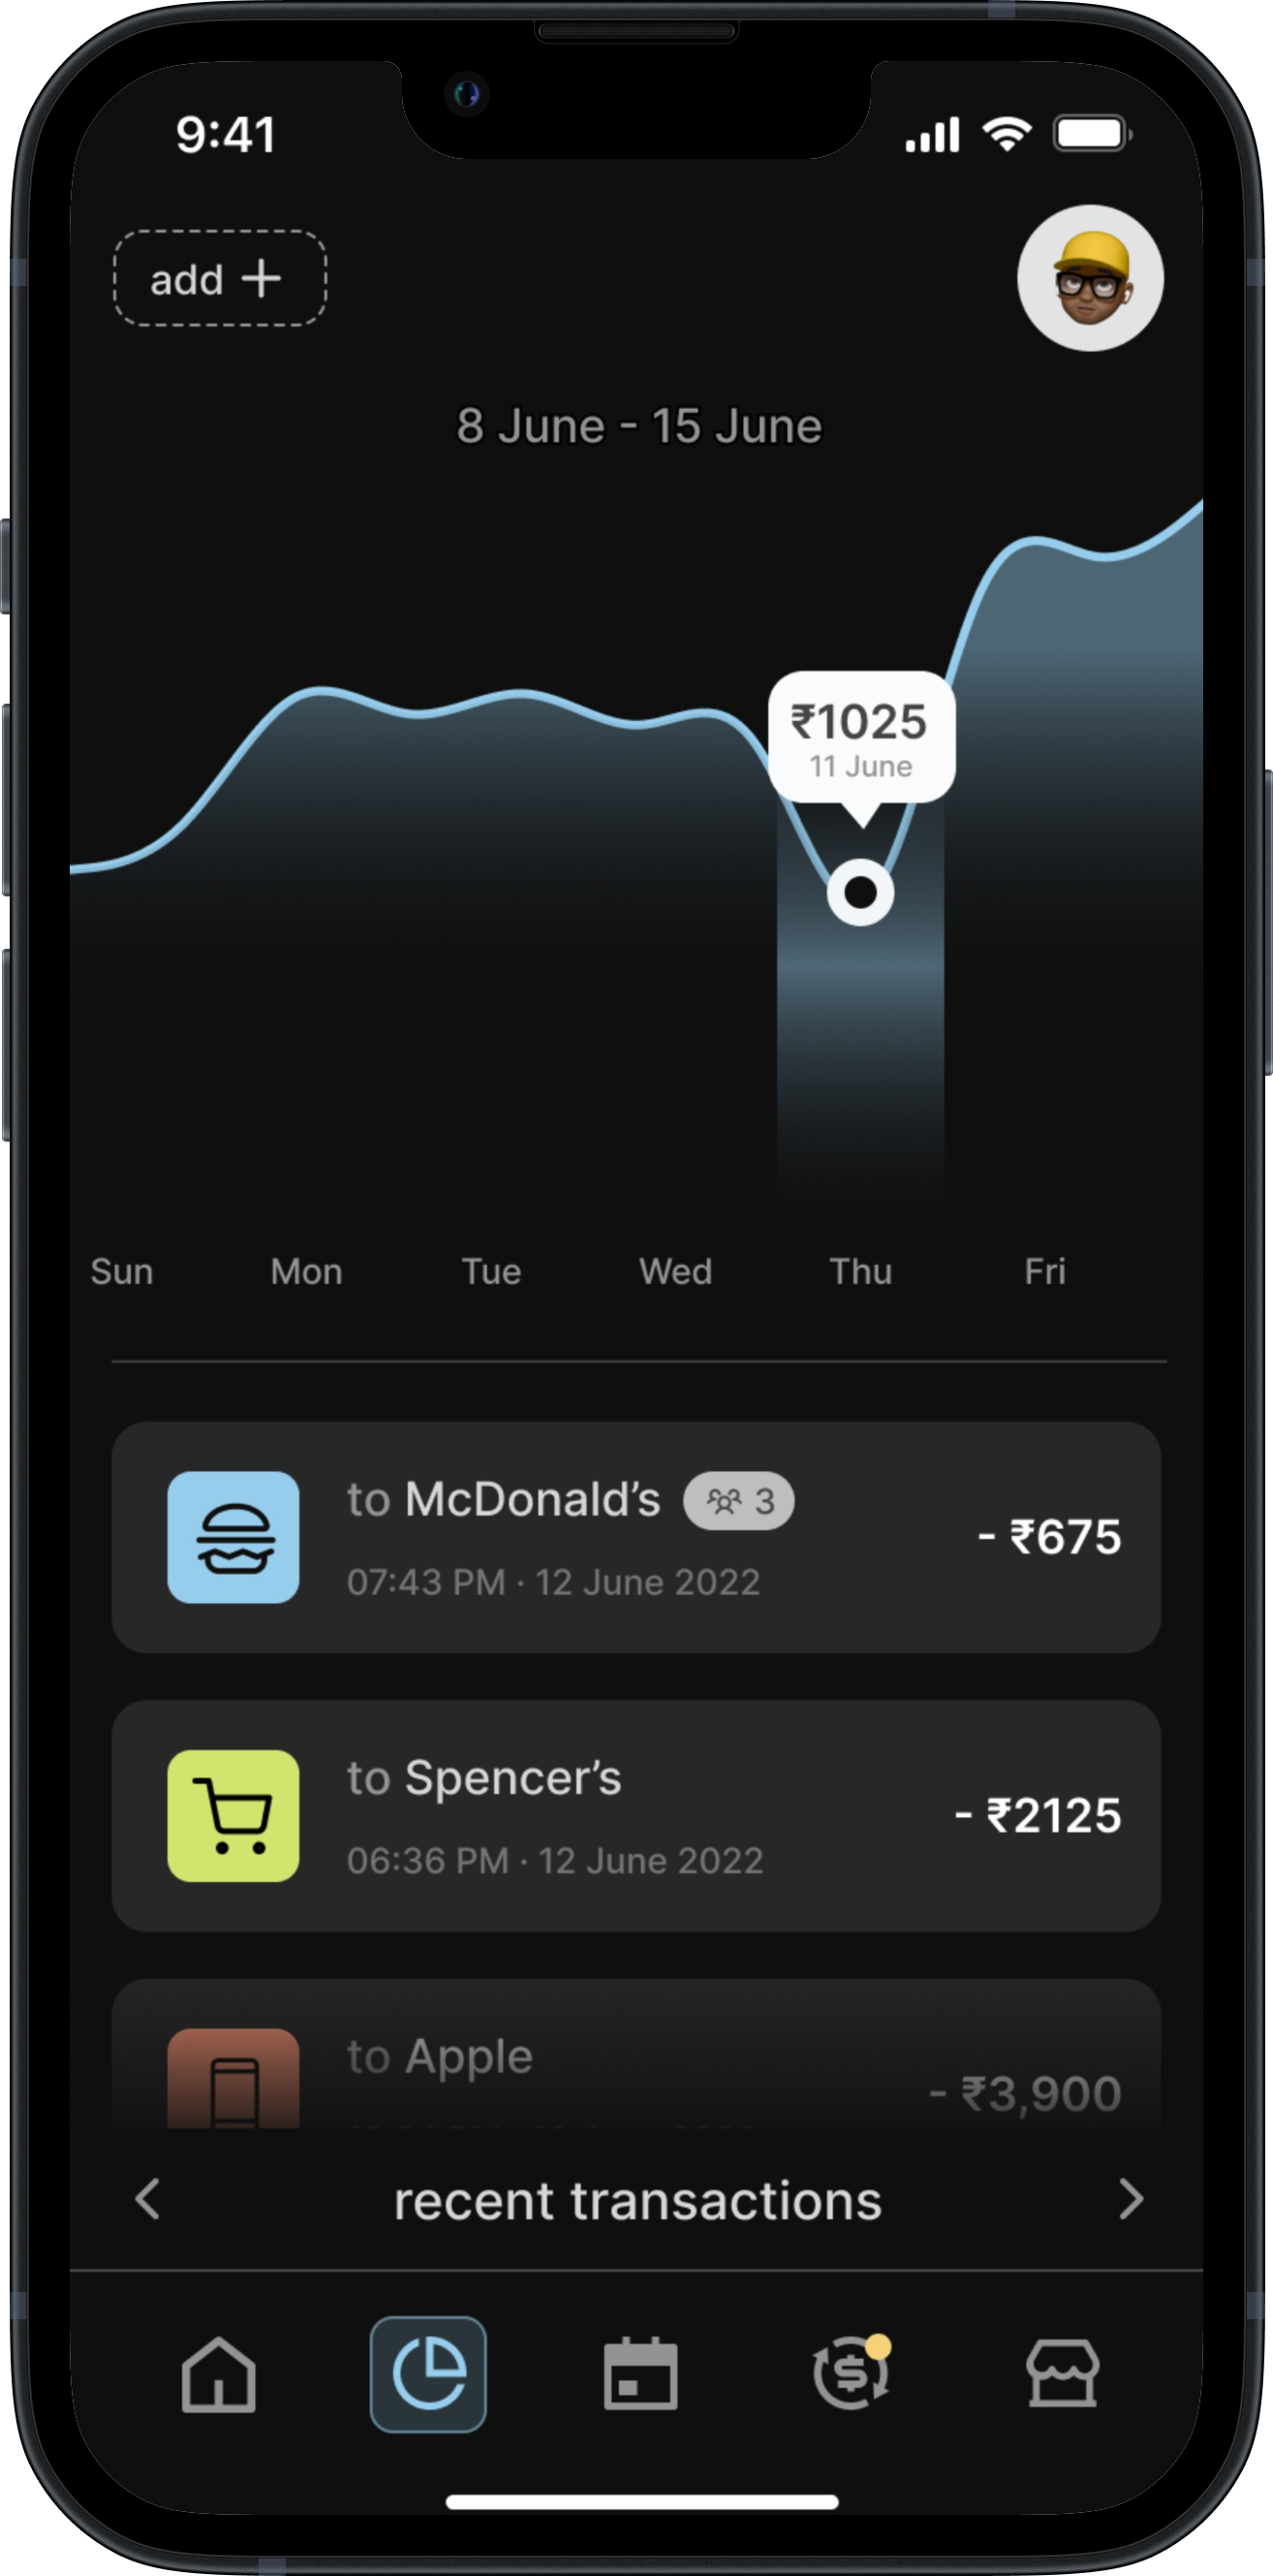 9:41
add +
8 June - 15 June
₹1025
11 June
Sun Mon Tue Wed Thu Fri
to McDonald’s 3
- ₹675
07:43 PM · 12 June 2022
to Spencer’s
- ₹2125
06:36 PM · 12 June 2022
to Apple
- ₹3,900
recent transactions